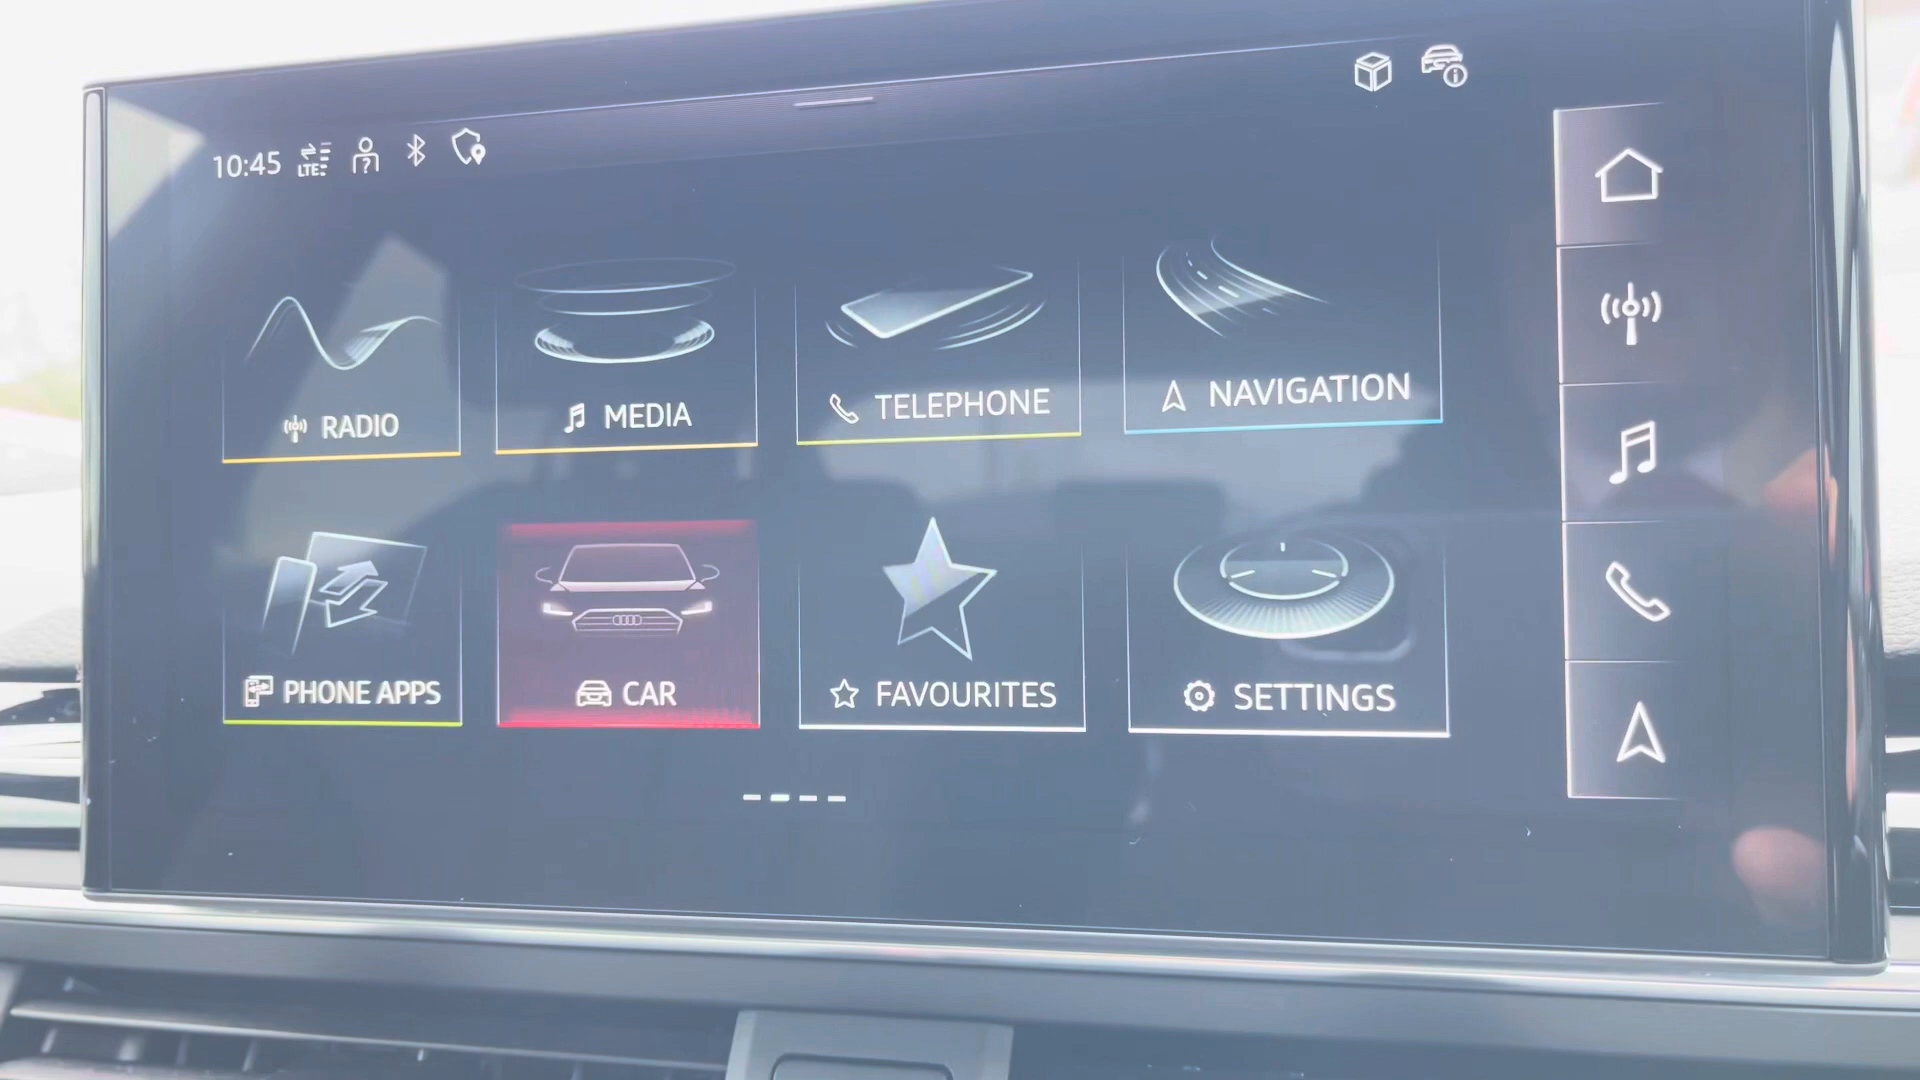 10:45 LTE
RADIO
MEDIA
TELEPHONE
NAVIGATION
PHONE APPS
CAR
FAVOURITES
SETTINGS